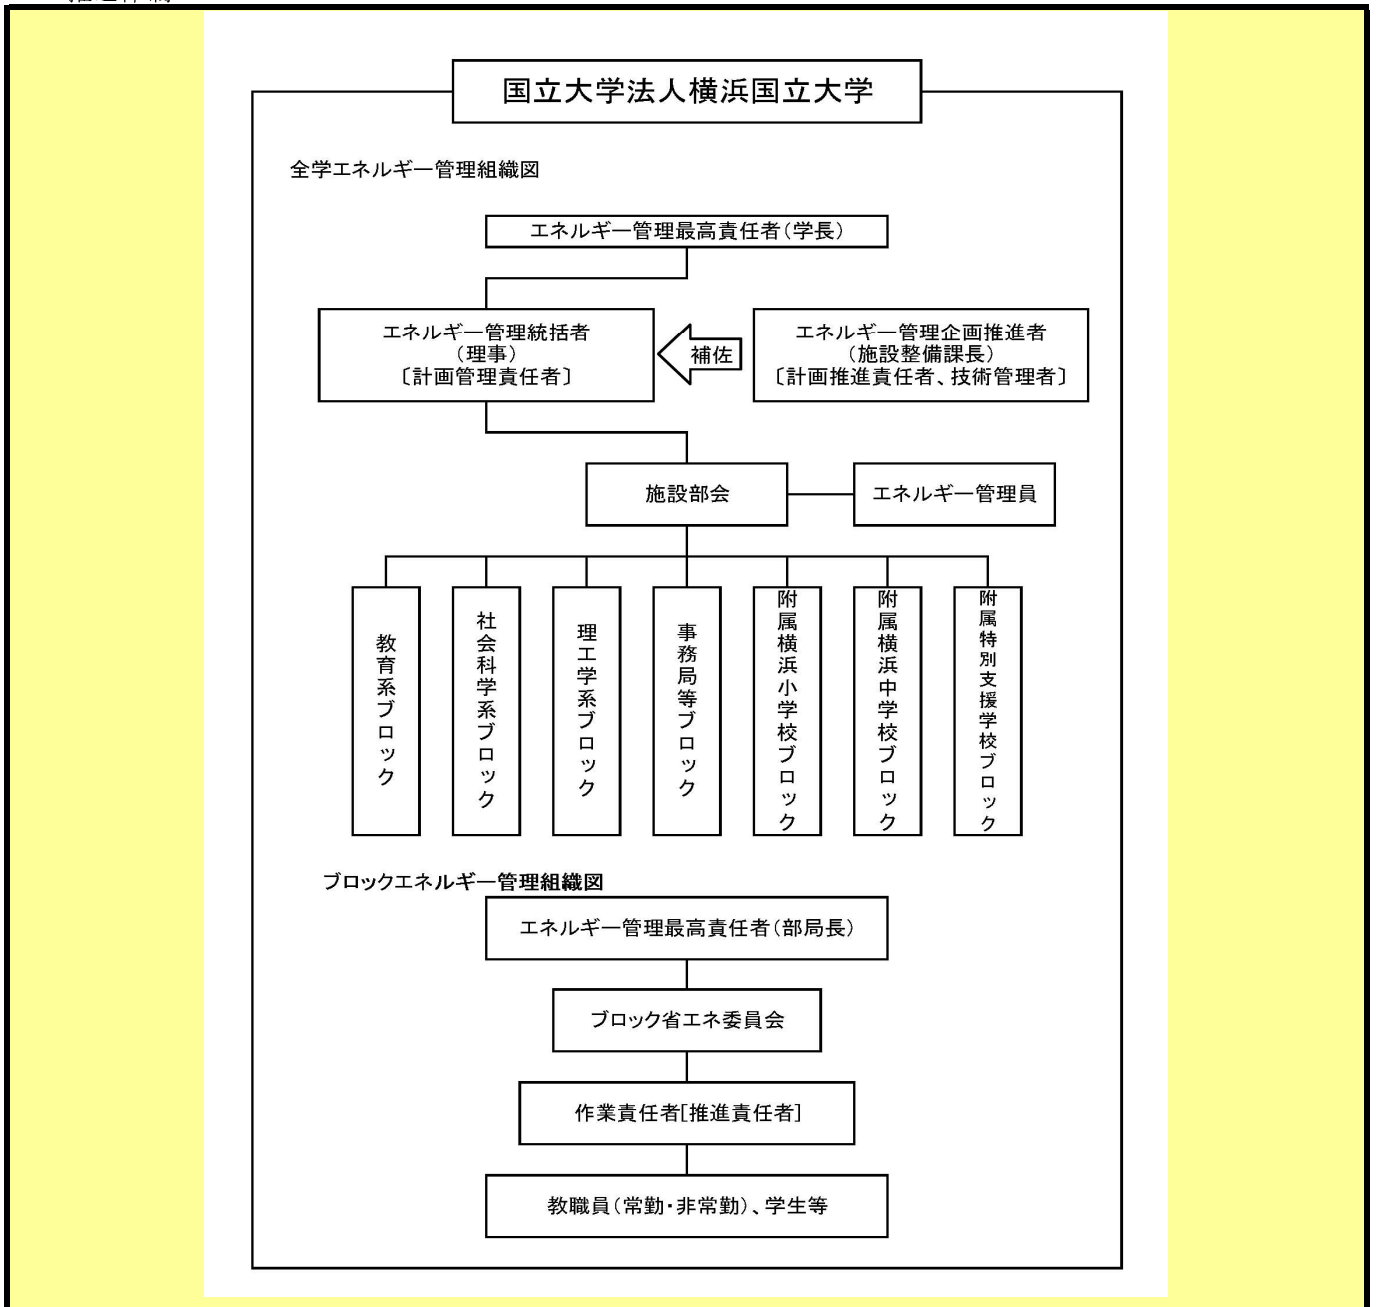 国立大学法人横浜国立大学
全学エネルギー管理組織図
エネルギー管理最高責任者(学長)
エネルギー管理統括者
(理事)
〔計画管理責任者〕
補佐
エネルギー管理企画推進者
(施設整備課長)
〔計画推進責任者、技術管理者〕
施設部会
エネルギー管理員
教育系ブロック
社会科学系ブロック
理工学系ブロック
事務局等ブロック
附属横浜小学校ブロック
附属横浜中学校ブロック
附属特別支援学校ブロック
ブロックエネルギー管理組織図
エネルギー管理最高責任者(部局長)
ブロック省エネ委員会
作業責任者[推進責任者]
教職員(常勤・非常勤)、学生等